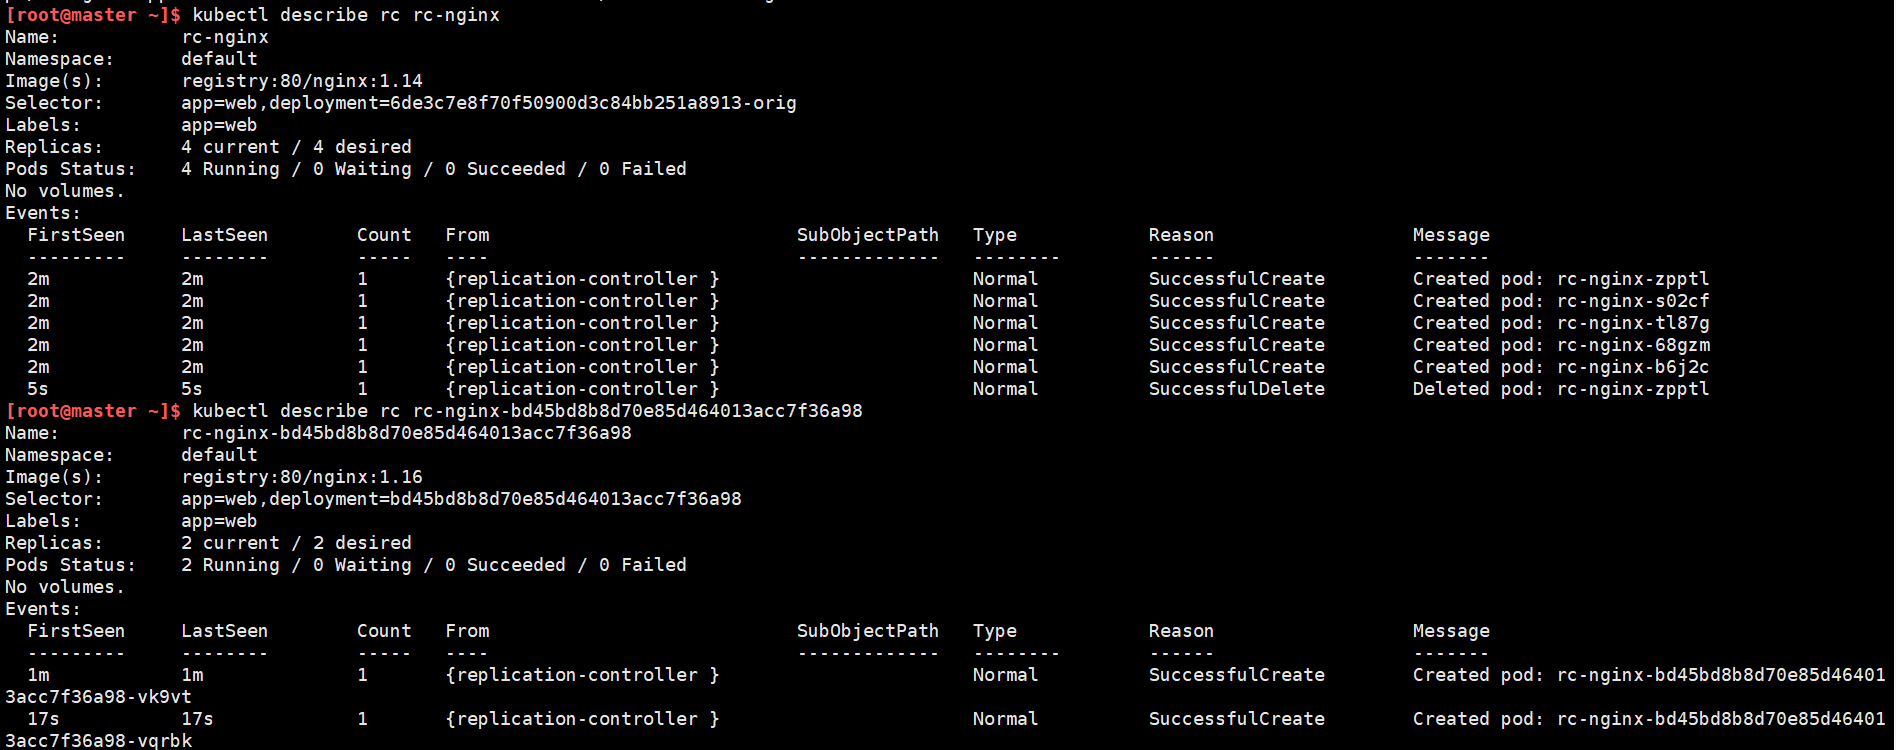 [root@master ~]$ kubectl describe rc rc-nginx
Name:           rc-nginx
Namespace:      default
Image(s):       registry:80/nginx:1.14
Selector:       app=web,deployment=6de3c7e8f70f50900d3c84bb251a8913-orig
Labels:         app=web
Replicas:       4 current / 4 desired
Pods Status:    4 Running / 0 Waiting / 0 Succeeded / 0 Failed
No volumes.
Events:
  FirstSeen     LastSeen        Count   From                            SubObjectPath   Type            Reason                  Message
  ---------     --------        -----   ----                            -------------   --------        ------                  -------
  2m            2m              1       {replication-controller }                       Normal          SuccessfulCreate        Created pod: rc-nginx-zpptl
  2m            2m              1       {replication-controller }                       Normal          SuccessfulCreate        Created pod: rc-nginx-s02cf
  2m            2m              1       {replication-controller }                       Normal          SuccessfulCreate        Created pod: rc-nginx-tl87g
  2m            2m              1       {replication-controller }                       Normal          SuccessfulCreate        Created pod: rc-nginx-68gzm
  2m            2m              1       {replication-controller }                       Normal          SuccessfulCreate        Created pod: rc-nginx-b6j2c
  5s            5s              1       {replication-controller }                       Normal          SuccessfulDelete        Deleted pod: rc-nginx-zpptl
[root@master ~]$ kubectl describe rc rc-nginx-bd45bd8b8d70e85d464013acc7f36a98
Name:           rc-nginx-bd45bd8b8d70e85d464013acc7f36a98
Namespace:      default
Image(s):       registry:80/nginx:1.16
Selector:       app=web,deployment=bd45bd8b8d70e85d464013acc7f36a98
Labels:         app=web
Replicas:       2 current / 2 desired
Pods Status:    2 Running / 0 Waiting / 0 Succeeded / 0 Failed
No volumes.
Events:
  FirstSeen     LastSeen        Count   From                            SubObjectPath   Type            Reason                  Message
  ---------     --------        -----   ----                            -------------   --------        ------                  -------
  1m            1m              1       {replication-controller }                       Normal          SuccessfulCreate        Created pod: rc-nginx-bd45bd8b8d70e85d46401
3acc7f36a98-vk9vt
  17s           17s             1       {replication-controller }                       Normal          SuccessfulCreate        Created pod: rc-nginx-bd45bd8b8d70e85d46401
3acc7f36a98-vqrbk